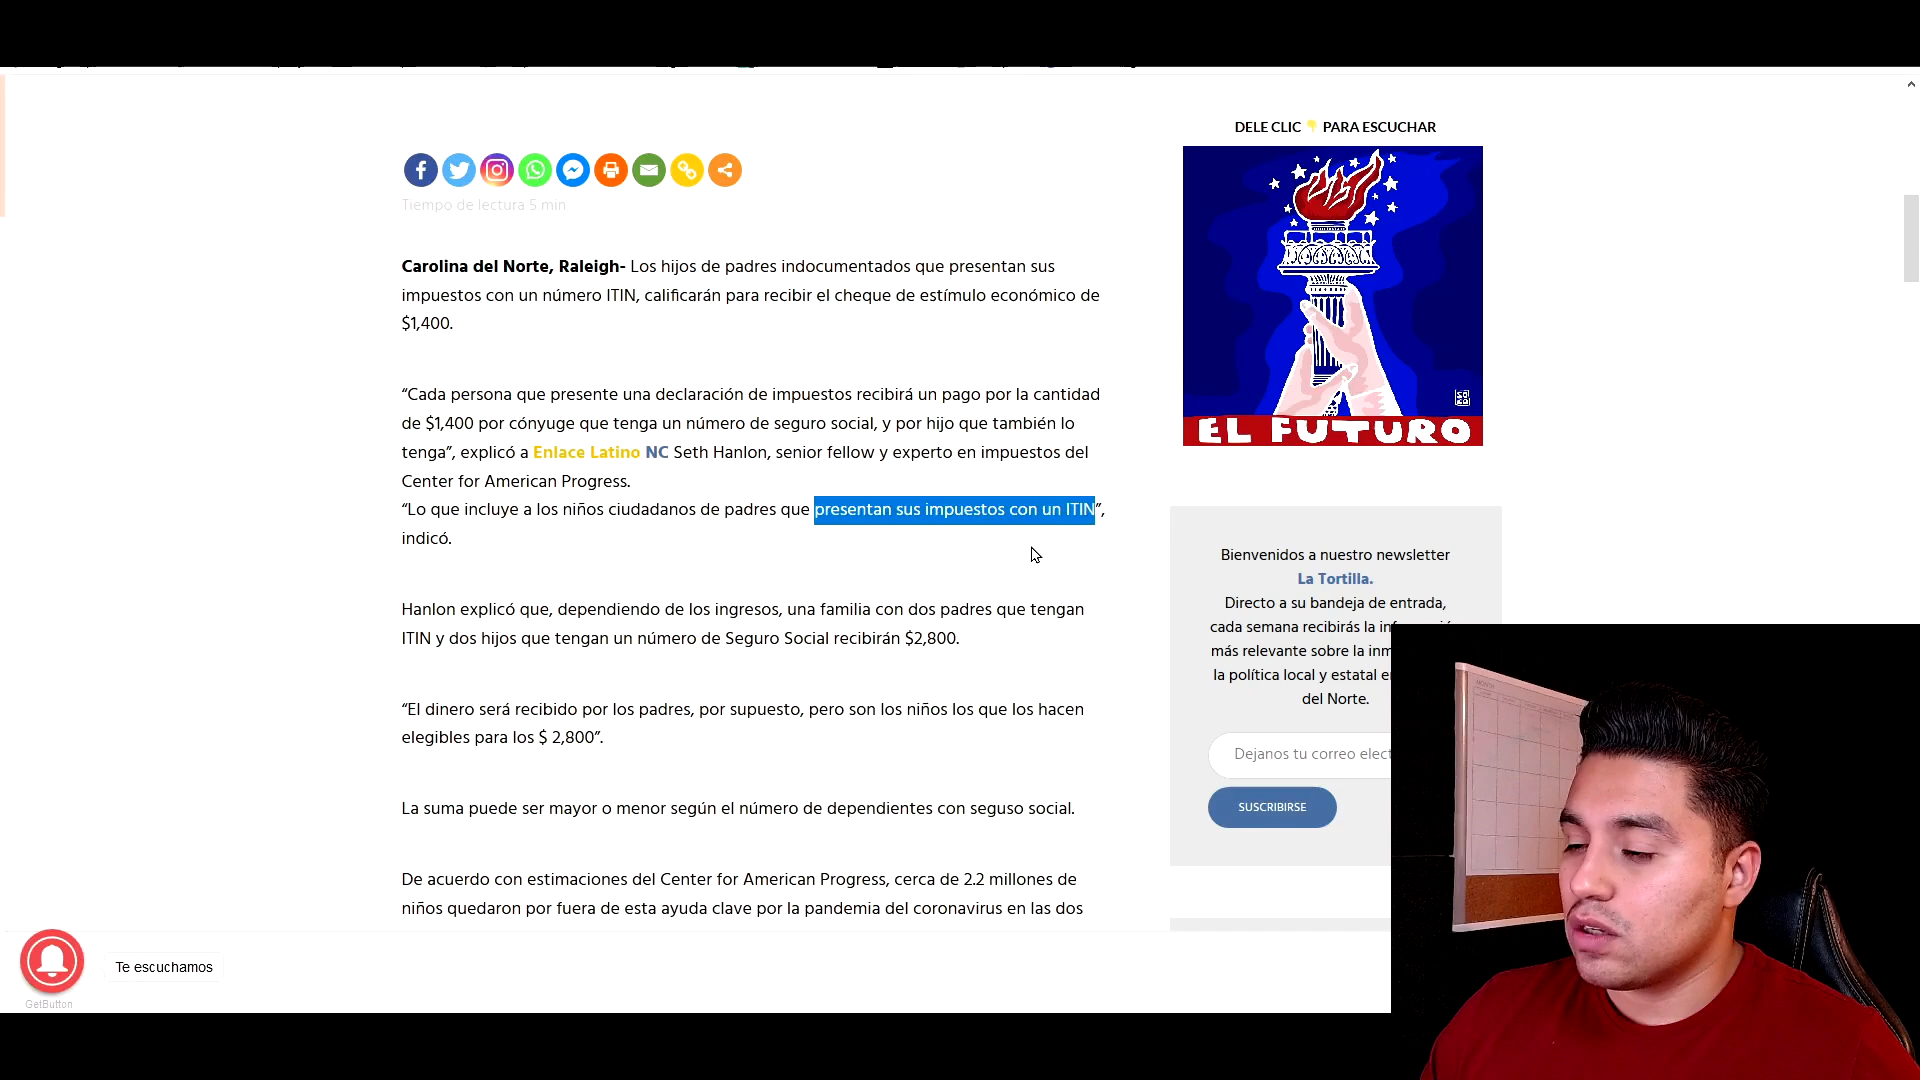 DELE CLIC 👇 PARA ESCUCHAR
Tiempo de lectura 5 min
Carolina del Norte, Raleigh- Los hijos de padres indocumentados que presentan sus
impuestos con un número ITIN, calificarán para recibir el cheque de estímulo económico de
$1,400.
“Cada persona que presente una declaración de impuestos recibirá un pago por la cantidad
de $1,400 por cónyuge que tenga un número de seguro social, y por hijo que también lo
tenga”, explicó a Enlace Latino NC Seth Hanlon, senior fellow y experto en impuestos del
Center for American Progress.
“Lo que incluye a los niños ciudadanos de padres que presentan sus impuestos con un ITIN”,
indicó.
Hanlon explicó que, dependiendo de los ingresos, una familia con dos padres que tengan
ITIN y dos hijos que tengan un número de Seguro Social recibirán $2,800.
“El dinero será recibido por los padres, por supuesto, pero son los niños los que los hacen
elegibles para los $ 2,800”.
La suma puede ser mayor o menor según el número de dependientes con seguso social.
De acuerdo con estimaciones del Center for American Progress, cerca de 2.2 millones de
niños quedaron por fuera de esta ayuda clave por la pandemia del coronavirus en las dos
EL FUTURO
Bienvenidos a nuestro newsletter
La Tortilla.
Directo a su bandeja de entrada,
cada semana recibirás la
más relevante sobre la
la política local y estatal
del Norte.
Dejanos tu correo
SUSCRIBIRSE
Te escuchamos
GetButton